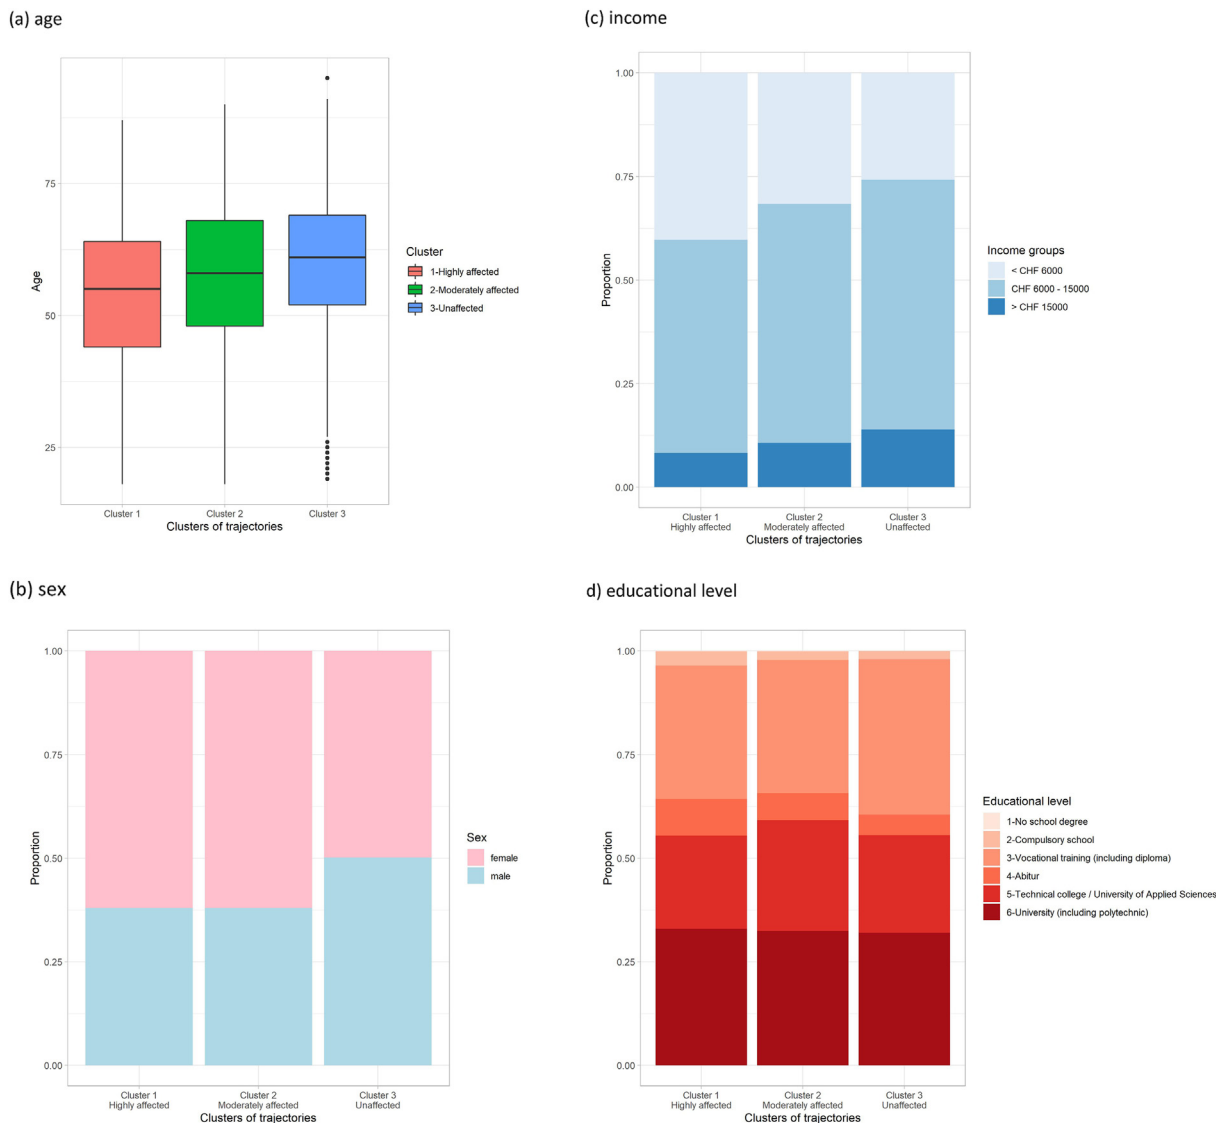 (a) age
75
50
25
Age
Cluster 1
Cluster 2
Cluster 3
Clusters of trajectories
Cluster
1-Highly affected
2-Moderately affected
3-Unaffected
(c) income
1.00
0.75
0.50
0.25
0.00
Proportion
Cluster 1
Highly affected
Cluster 2
Moderately affected
Cluster 3
Unaffected
Clusters of trajectories
Income groups
< CHF 6000
CHF 6000 - 15000
> CHF 15000
(b) sex
1.00
0.75
0.50
0.25
0.00
Proportion
Cluster 1
Highly affected
Cluster 2
Moderately affected
Cluster 3
Unaffected
Clusters of trajectories
Sex
female
male
d) educational level
1.00
0.75
0.50
0.25
0.00
Proportion
Cluster 1
Highly affected
Cluster 2
Moderately affected
Cluster 3
Unaffected
Clusters of trajectories
Educational level
1-No school degree
2-Compulsory school
3-Vocational training (including diploma)
4-Abitur
5-Technical college / University of Applied Sciences
6-University (including polytechnic)